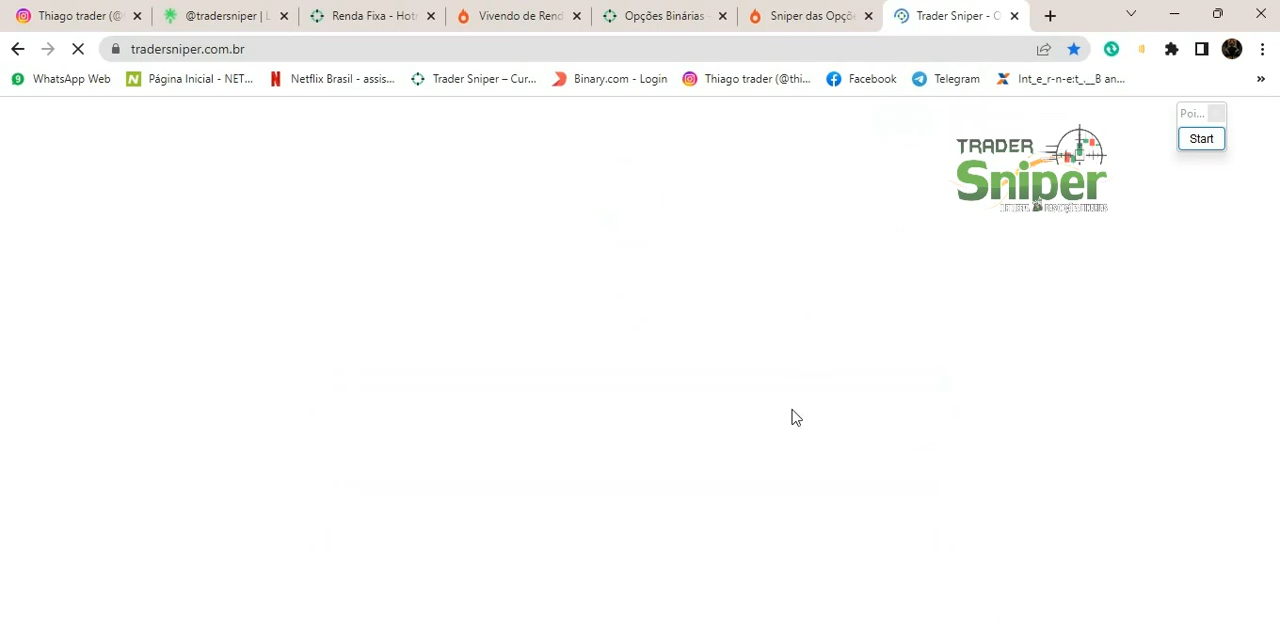 Thiago trader (@
@tradersniper | L
Renda Fixa - Hot
Vivendo de Rend
Opções Binárias -
Sniper das Opçõ
Trader Sniper - O
tradersniper.com.br
9
WhatsApp Web
Página Inicial - NET...
Netflix Brasil - assis...
Trader Sniper – Cur...
Binary.com - Login
Thiago trader (@thi...
Facebook
Telegram
Int_e_r-n-e:t_:__B an...
Poi...
Start
TRADER
Sniper